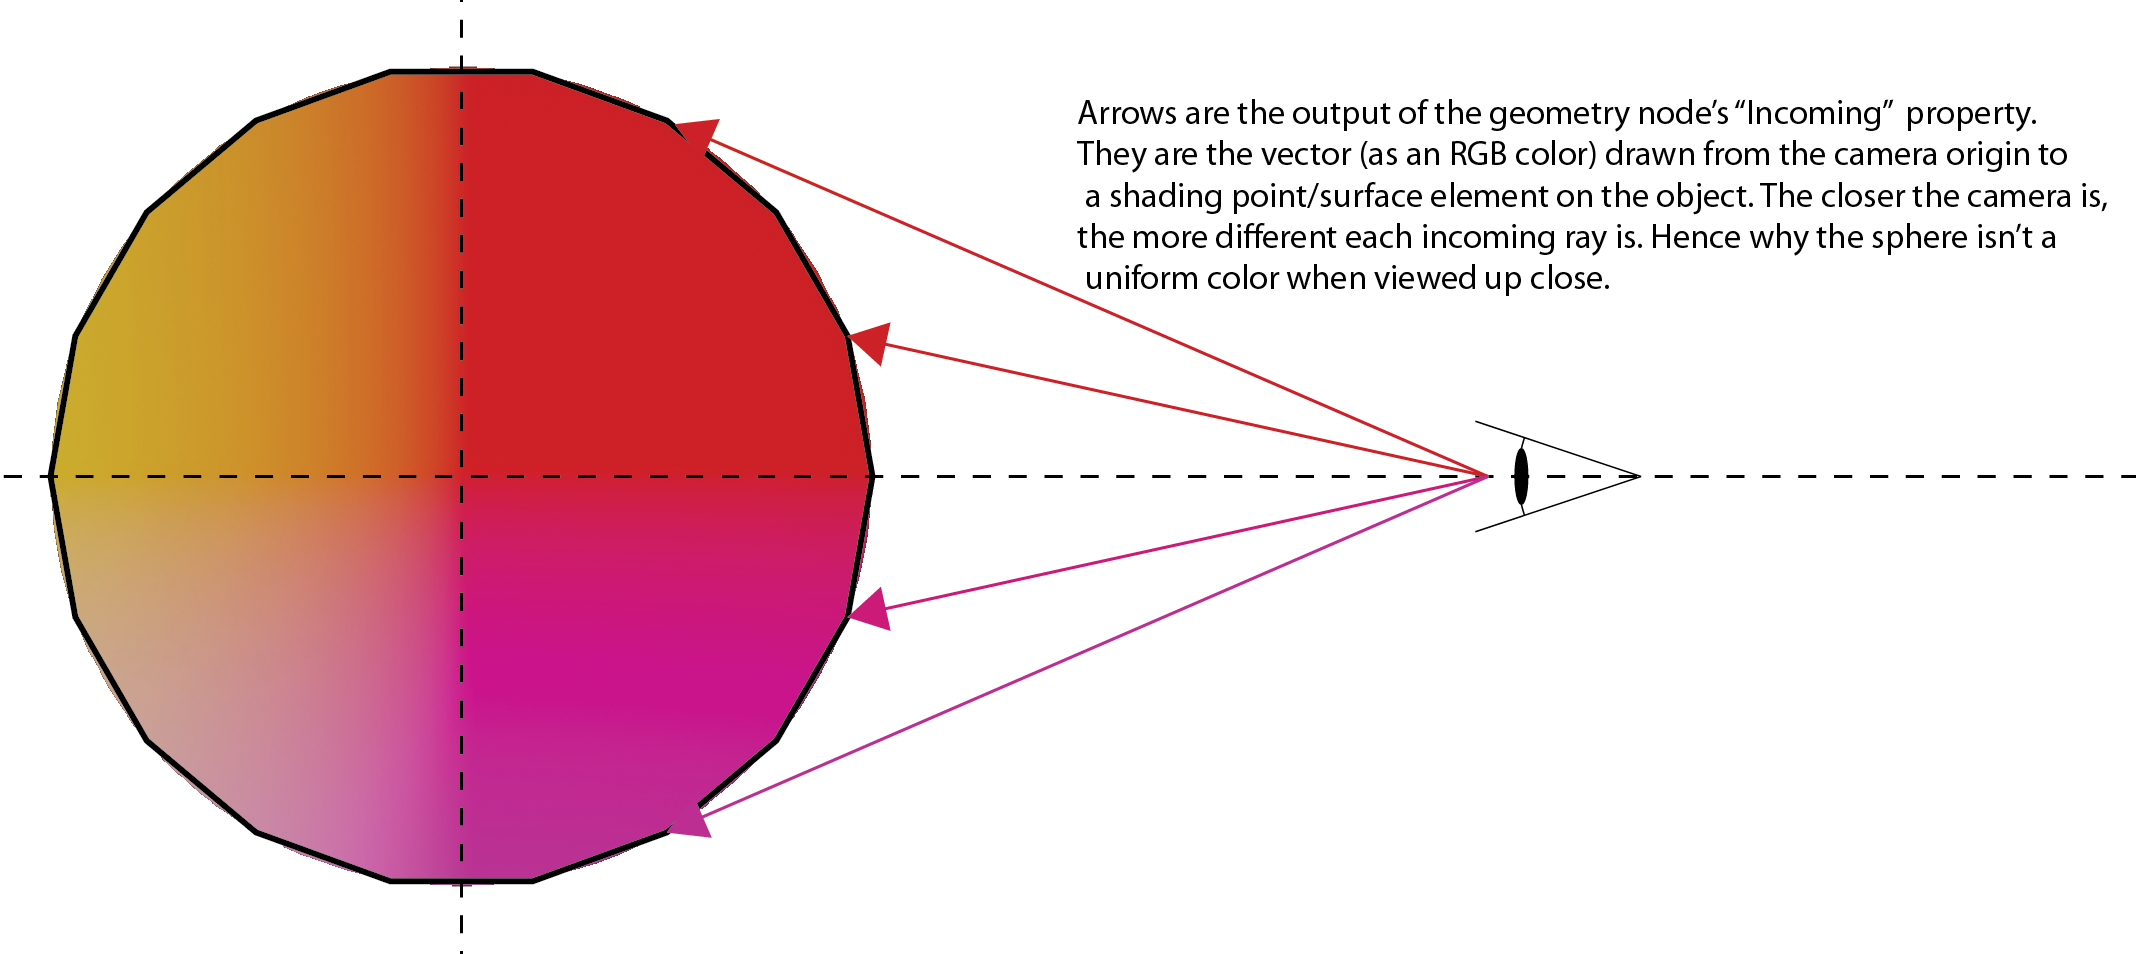 Arrows are the output of the geometry node’s “Incoming” property.
They are the vector (as an RGB color) drawn from the camera origin to
a shading point/surface element on the object. The closer the camera is,
the more different each incoming ray is. Hence why the sphere isn’t a
uniform color when viewed up close.